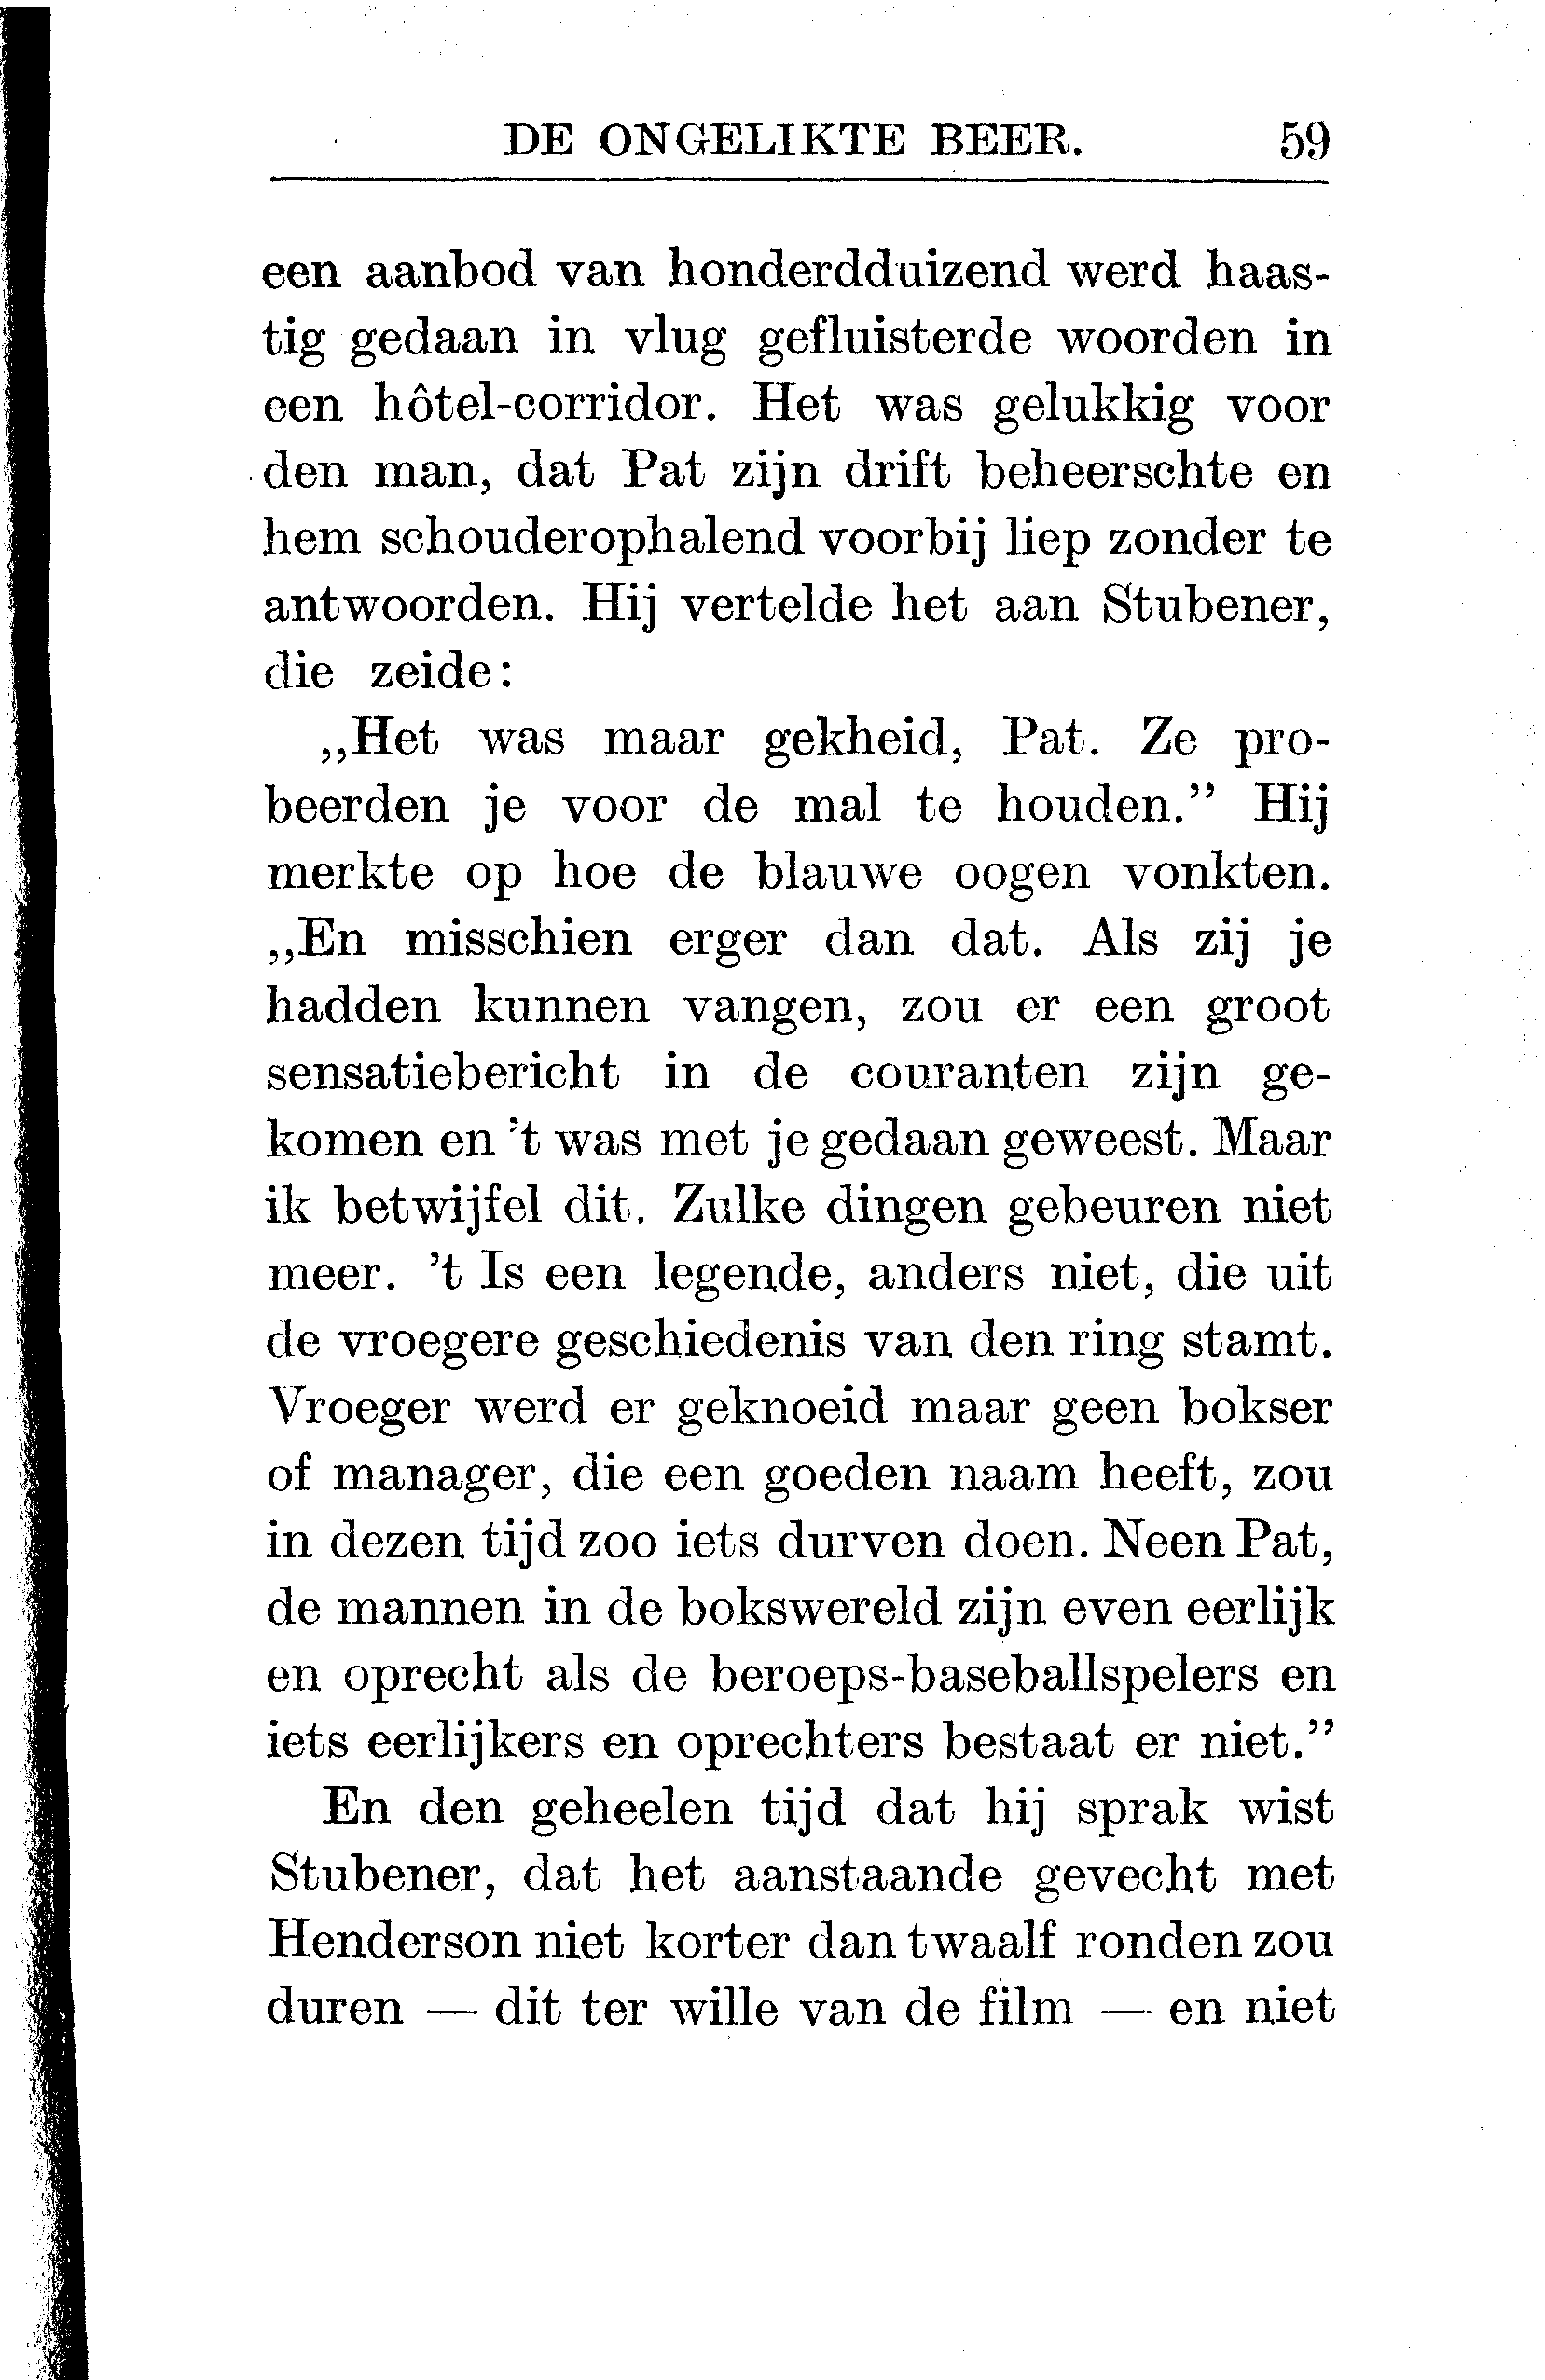 DE ONGELIKTE BEER. 59
een aanbod van honderdduizend werd haas-
tig gedaan in vlug gefluisterde woorden in
een hôtel-corridor. Het was gelukkig voor
den man, dat Pat zijn drift beheerschte en
hem schouderophalend voorbij liep zonder te
antwoorden. Hij vertelde het aan Stubener,
die zeide:
„Het was maar gekheid, Pat. Ze pro-
beerden je voor de mal te houden.” Hij
merkte op hoe de blauwe oogen vonkten.
„En misschien erger dan dat. Als zij je
hadden kunnen vangen, zou er een groot
sensatiebericht in de couranten zijn ge-
komen en ’t was met je gedaan geweest. Maar
ik betwijfel dit. Zulke dingen gebeuren niet
meer. ’t Is een legende, anders niet, die uit
de vroegere geschiedenis van den ring stamt.
Vroeger werd er geknoeid maar geen bokser
of manager, die een goeden naam heeft, zou
in dezen tijd zoo iets durven doen. Neen Pat,
de mannen in de bokswereld zijn even eerlijk
en oprecht als de beroeps-baseballspelers en
iets eerlijkers en oprechters bestaat er niet.”
En den geheelen tijd dat hij sprak wist
Stubener, dat het aanstaande gevecht met
Henderson niet korter dan twaalf ronden zou
duren — dit ter wille van de film — en niet